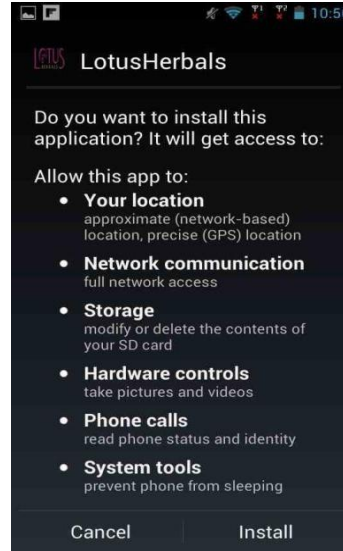 10:5
LOTUS
LotusHerbals
Do you want to install this
application? It will get access to:
Allow this app to:
• Your location
approximate (network-based)
location, precise (GPS) location
• Network communication
full network access
• Storage
modify or delete the contents of
your SD card
• Hardware controls
take pictures and videos
• Phone calls
read phone status and identity
• System tools
prevent phone from sleeping
Cancel Install